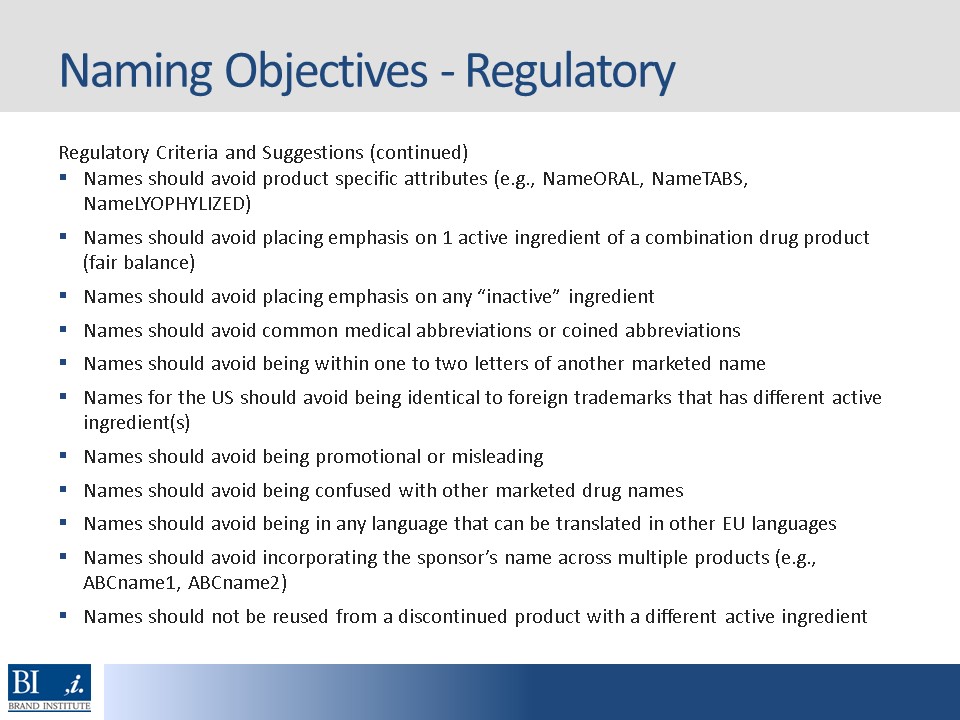 Naming Objectives - Regulatory
Regulatory Criteria and Suggestions (continued)
▪ Names should avoid product specific attributes (e.g., NameORAL, NameTABS,
NameLYOPHYLIZED)
▪ Names should avoid placing emphasis on 1 active ingredient of a combination drug product
(fair balance)
▪ Names should avoid placing emphasis on any “inactive” ingredient
▪ Names should avoid common medical abbreviations or coined abbreviations
▪ Names should avoid being within one to two letters of another marketed name
▪ Names for the US should avoid being identical to foreign trademarks that has different active
ingredient(s)
▪ Names should avoid being promotional or misleading
▪ Names should avoid being confused with other marketed drug names
▪ Names should avoid being in any language that can be translated in other EU languages
▪ Names should avoid incorporating the sponsor’s name across multiple products (e.g.,
ABCname1, ABCname2)
▪ Names should not be reused from a discontinued product with a different active ingredient
BI ,i.
BRAND INSTITUTE